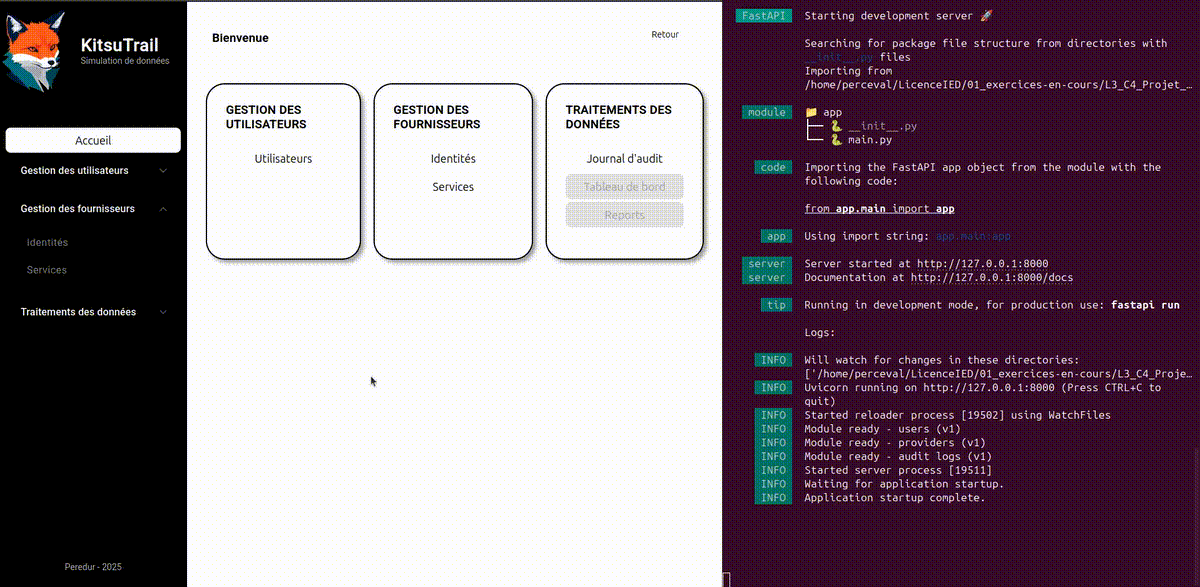 KitsuTrail
Simulation de données
Accueil
Gestion des utilisateurs
Gestion des fournisseurs
Identités
Services
Traitements des données
Peredur - 2025
Bienvenue
Retour
GESTION DES
UTILISATEURS
Utilisateurs
GESTION DES
FOURNISSEURS
Identités
Services
TRAITEMENTS DES
DONNÉES
Journal d'audit
Tableau de bord
Reports
FastAPI Starting development server 🚀
Searching for package file structure from directories with
__init__.py files
Importing from
/home/perceval/LicenceIED/01_exercices-en-cours/L3_C4_Projet_…
module 📁 app
├── 🐍 __init__.py
└── 🐍 main.py
code Importing the FastAPI app object from the module with the
following code:
from app.main import app
app Using import string: app.main:app
server Server started at http://127.0.0.1:8000
server Documentation at http://127.0.0.1:8000/docs
tip Running in development mode, for production use: fastapi run
Logs:
INFO Will watch for changes in these directories:
['/home/perceval/LicenceIED/01_exercices-en-cours/L3_C4_Proje…
INFO Uvicorn running on http://127.0.0.1:8000 (Press CTRL+C to
quit)
INFO Started reloader process [19502] using WatchFiles
INFO Module ready - users (v1)
INFO Module ready - providers (v1)
INFO Module ready - audit logs (v1)
INFO Started server process [19511]
INFO Waiting for application startup.
INFO Application startup complete.